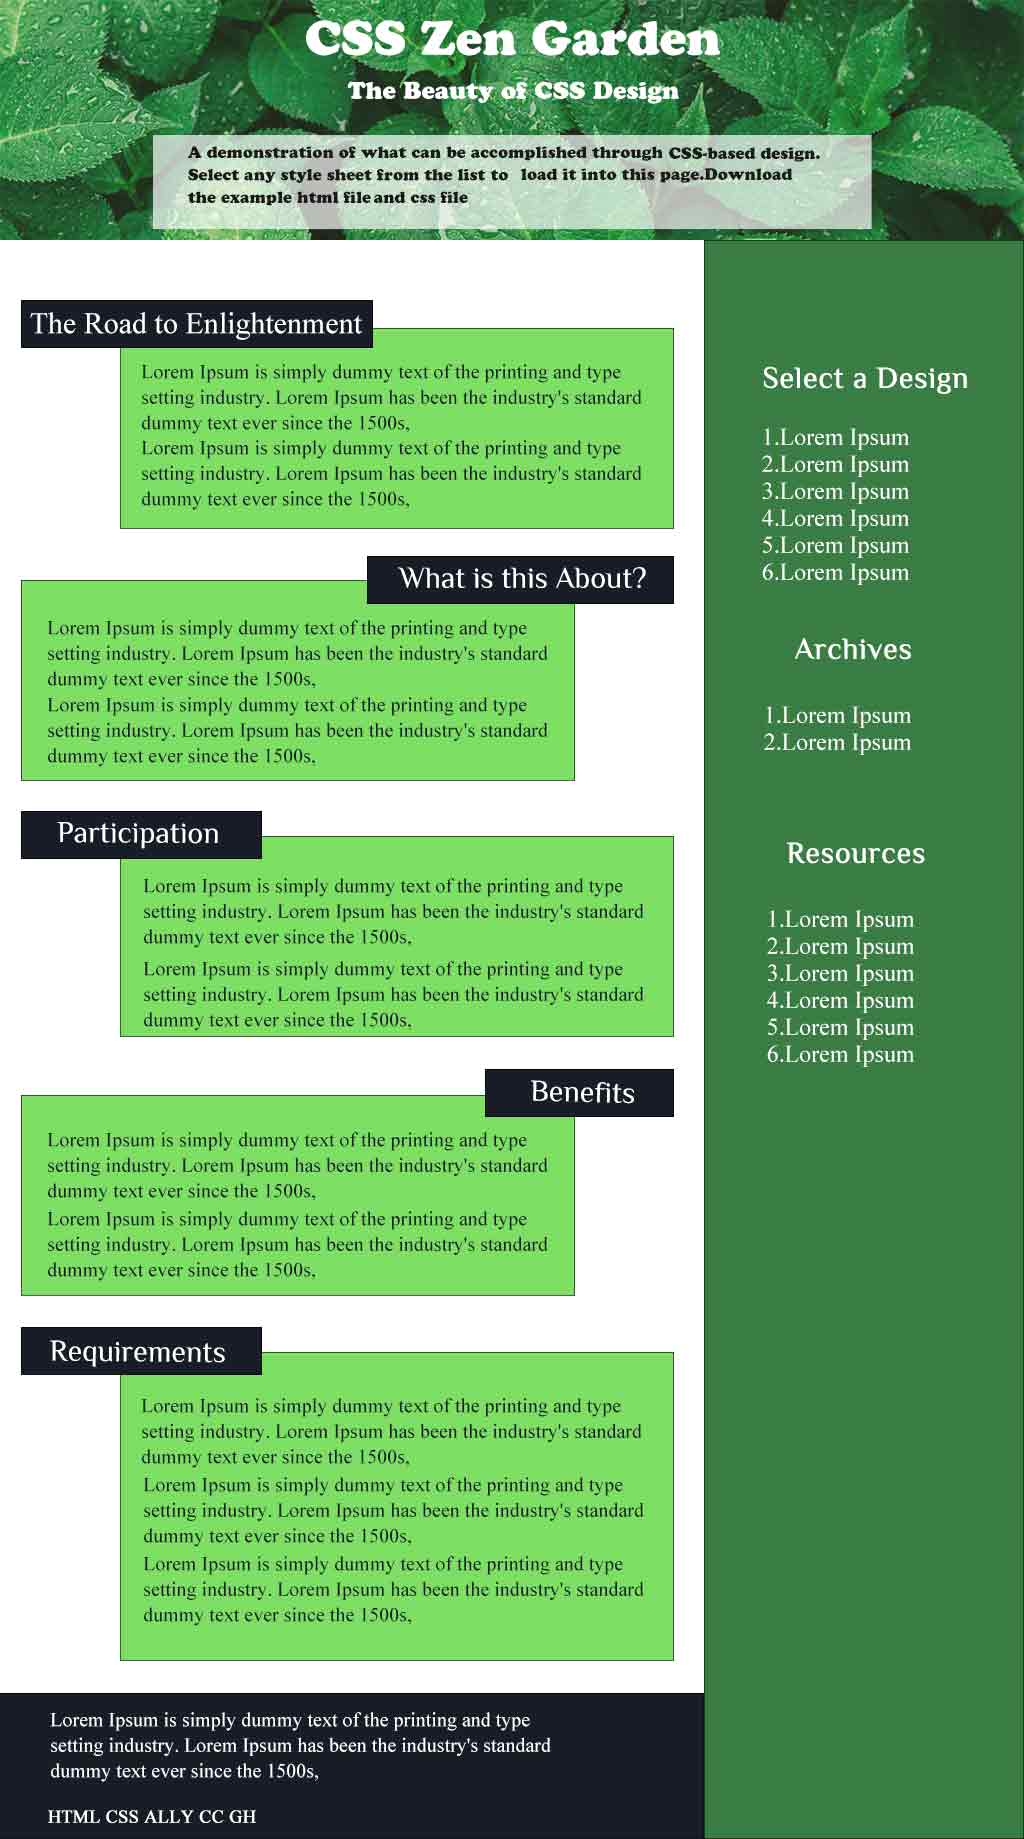 CSS Zen Garden
The Beauty of CSS Design
A demonstration of what can be accomplished through CSS-based design.
Select any style sheet from the list to load it into this page.Download
the example html file and css file
The Road to Enlightenment
Lorem Ipsum is simply dummy text of the printing and type
setting industry. Lorem Ipsum has been the industry's standard
dummy text ever since the 1500s,
Lorem Ipsum is simply dummy text of the printing and type
setting industry. Lorem Ipsum has been the industry's standard
dummy text ever since the 1500s,
What is this About?
Lorem Ipsum is simply dummy text of the printing and type
setting industry. Lorem Ipsum has been the industry's standard
dummy text ever since the 1500s,
Lorem Ipsum is simply dummy text of the printing and type
setting industry. Lorem Ipsum has been the industry's standard
dummy text ever since the 1500s,
Participation
Lorem Ipsum is simply dummy text of the printing and type
setting industry. Lorem Ipsum has been the industry's standard
dummy text ever since the 1500s,
Lorem Ipsum is simply dummy text of the printing and type
setting industry. Lorem Ipsum has been the industry's standard
dummy text ever since the 1500s,
Benefits
Lorem Ipsum is simply dummy text of the printing and type
setting industry. Lorem Ipsum has been the industry's standard
dummy text ever since the 1500s,
Lorem Ipsum is simply dummy text of the printing and type
setting industry. Lorem Ipsum has been the industry's standard
dummy text ever since the 1500s,
Requirements
Lorem Ipsum is simply dummy text of the printing and type
setting industry. Lorem Ipsum has been the industry's standard
dummy text ever since the 1500s,
Lorem Ipsum is simply dummy text of the printing and type
setting industry. Lorem Ipsum has been the industry's standard
dummy text ever since the 1500s,
Lorem Ipsum is simply dummy text of the printing and type
setting industry. Lorem Ipsum has been the industry's standard
dummy text ever since the 1500s,
Lorem Ipsum is simply dummy text of the printing and type
setting industry. Lorem Ipsum has been the industry's standard
dummy text ever since the 1500s,
HTML CSS ALLY CC GH
Select a Design
1.Lorem Ipsum
2.Lorem Ipsum
3.Lorem Ipsum
4.Lorem Ipsum
5.Lorem Ipsum
6.Lorem Ipsum
Archives
1.Lorem Ipsum
2.Lorem Ipsum
Resources
1.Lorem Ipsum
2.Lorem Ipsum
3.Lorem Ipsum
4.Lorem Ipsum
5.Lorem Ipsum
6.Lorem Ipsum